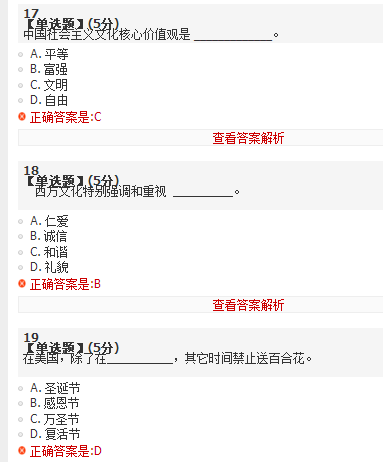 17
【单选题】(5分)
中国社会主义文化核心价值观是 ____________。
A. 平等
B. 富强
C. 文明
D. 自由
正确答案是:C
查看答案解析
18
【单选题】(5分)
西方文化特别强调和重视 _________。
A. 仁爱
B. 诚信
C. 和谐
D. 礼貌
正确答案是:B
查看答案解析
19
【单选题】(5分)
在美国，除了在__________，其它时间禁止送百合花。
A. 圣诞节
B. 感恩节
C. 万圣节
D. 复活节
正确答案是:D